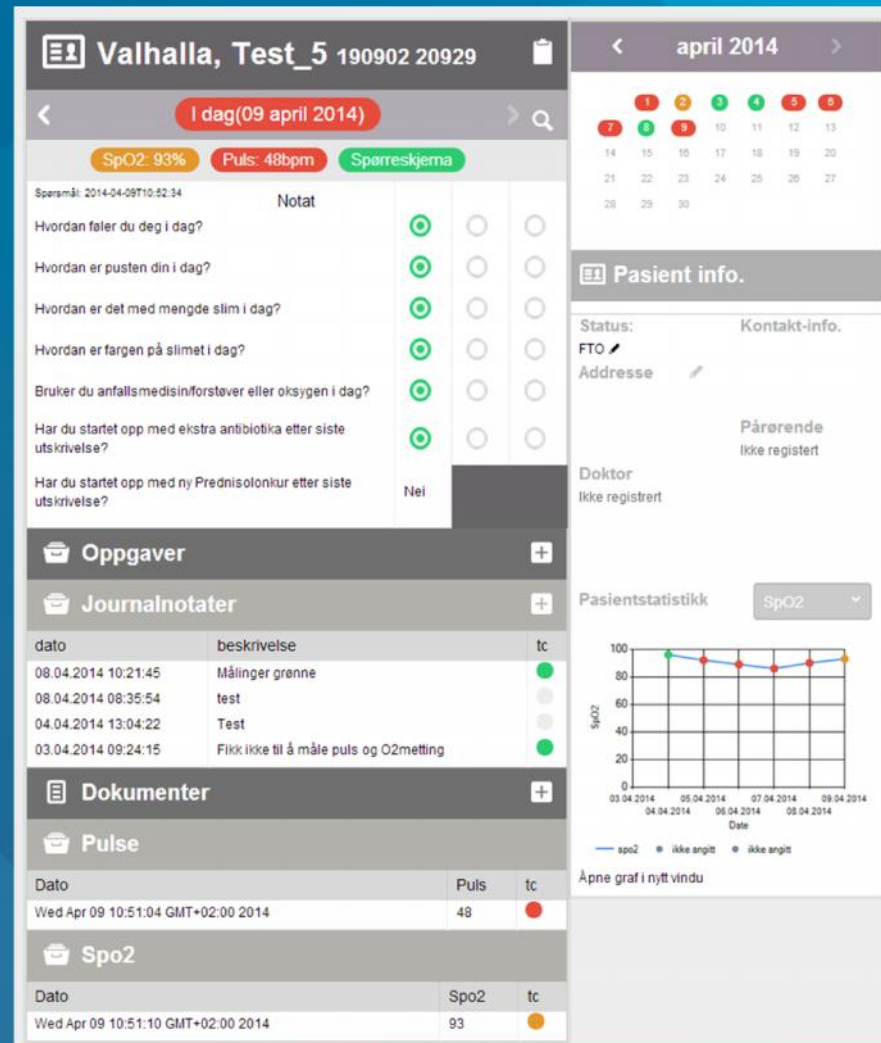 Valhalla, Test_5 190902 20929
I dag(09 april 2014)
SpO2: 93% Puls: 48bpm Spørreskjema
Spørsmål: 2014-04-09T10:52:34 Notat
Hvordan føler du deg i dag?
Hvordan er pusten din i dag?
Hvordan er det med mengde slim i dag?
Hvordan er fargen på slimet i dag?
Bruker du anfallsmedisin/forstøver eller oksygen i dag?
Har du startet opp med ekstra antibiotika etter siste
utskrivelse?
Har du startet opp med ny Prednisolonkur etter siste
utskrivelse?
Nei
Oppgaver
Journalnotater
dato beskrivelse tc
08.04.2014 10:21:45 Målinger grønne
08.04.2014 08:35:54 test
04.04.2014 13:04:22 Test
03.04.2014 09:24:15 Fikk ikke til å måle puls og O2metting
Dokumenter
Pulse
Dato Puls tc
Wed Apr 09 10:51:04 GMT+02:00 2014 48
Spo2
Dato Spo2 tc
Wed Apr 09 10:51:10 GMT+02:00 2014 93
april 2014
1 2 3 4 5 6
7 8 9 10 11 12 13
14 15 16 17 18 19 20
21 22 23 24 25 26 27
28 29 30
Pasient info.
Status: Kontakt-info.
FTO
Addresse
Pårørende
Ikke registert
Doktor
Ikke registrert
Pasientstatistikk SpO2
100
80
60
40
20
0
SpO2
03.04.2014 05.04.2014 07.04.2014 09.04.2014
04.04.2014 06.04.2014 08.04.2014
Date
spo2 ikke angitt ikke angitt
Åpne graf i nytt vindu